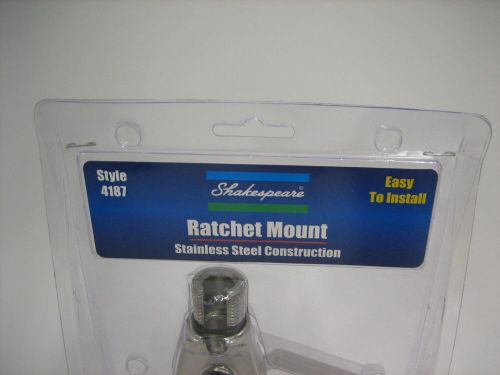 Style
4187
Shakespeare®
Easy
To Install
Ratchet Mount
Stainless Steel Construction